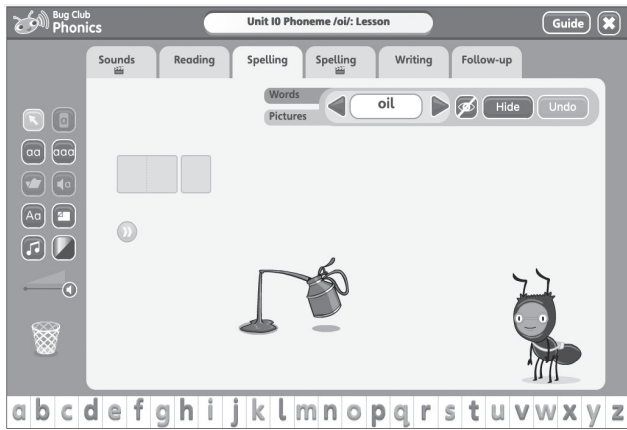 Bug Club
Phonics
Unit 10 Phoneme /oi/: Lesson
Guide
Sounds
Reading
Spelling
Spelling
Writing
Follow-up
Words
Pictures
oil
Hide
Undo
a
aa
aaa
a
Aa
a b c d e f g h i j k l m n o p q r s t u v w x y z